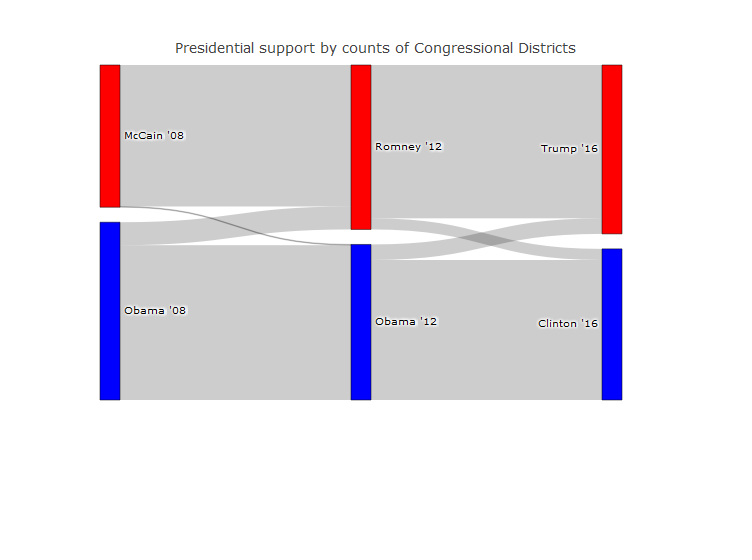 Presidential support by counts of Congressional Districts
McCain '08
Romney '12
Trump '16
Obama '08
Obama '12
Clinton '16